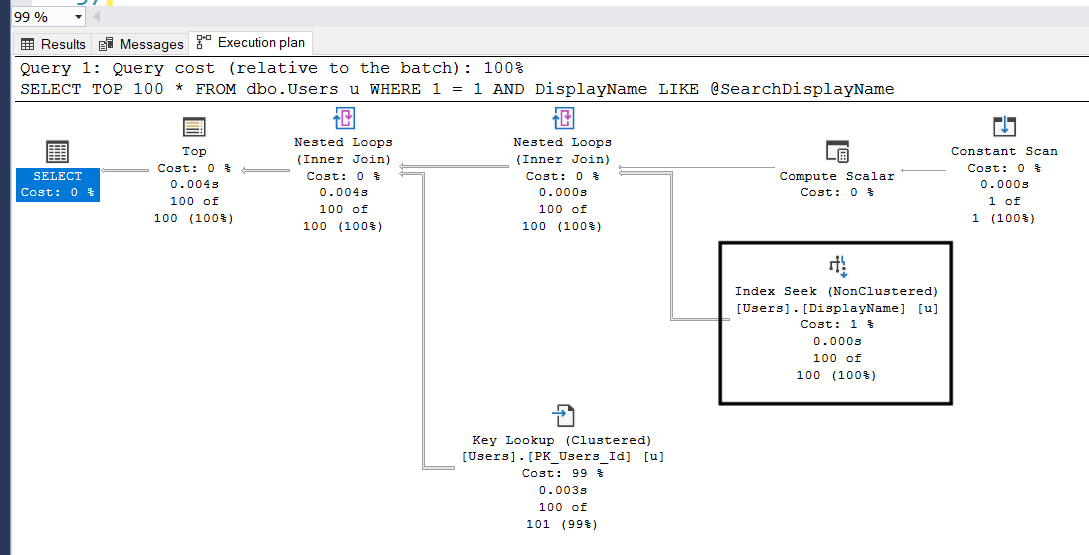 99 %
Results Messages Execution plan
Query 1: Query cost (relative to the batch): 100%
SELECT TOP 100 * FROM dbo.Users u WHERE 1 = 1 AND DisplayName LIKE @SearchDisplayName
SELECT
Cost: 0 %
Top
Cost: 0 %
0.004s
100 of
100 (100%)
Nested Loops
(Inner Join)
Cost: 0 %
0.004s
100 of
100 (100%)
Nested Loops
(Inner Join)
Cost: 0 %
0.000s
100 of
100 (100%)
Compute Scalar
Cost: 0 %
Constant Scan
Cost: 0 %
0.000s
1 of
1 (100%)
Index Seek (NonClustered)
[Users].[DisplayName] [u]
Cost: 1 %
0.000s
100 of
100 (100%)
Key Lookup (Clustered)
[Users].[PK_Users_Id] [u]
Cost: 99 %
0.003s
100 of
101 (99%)